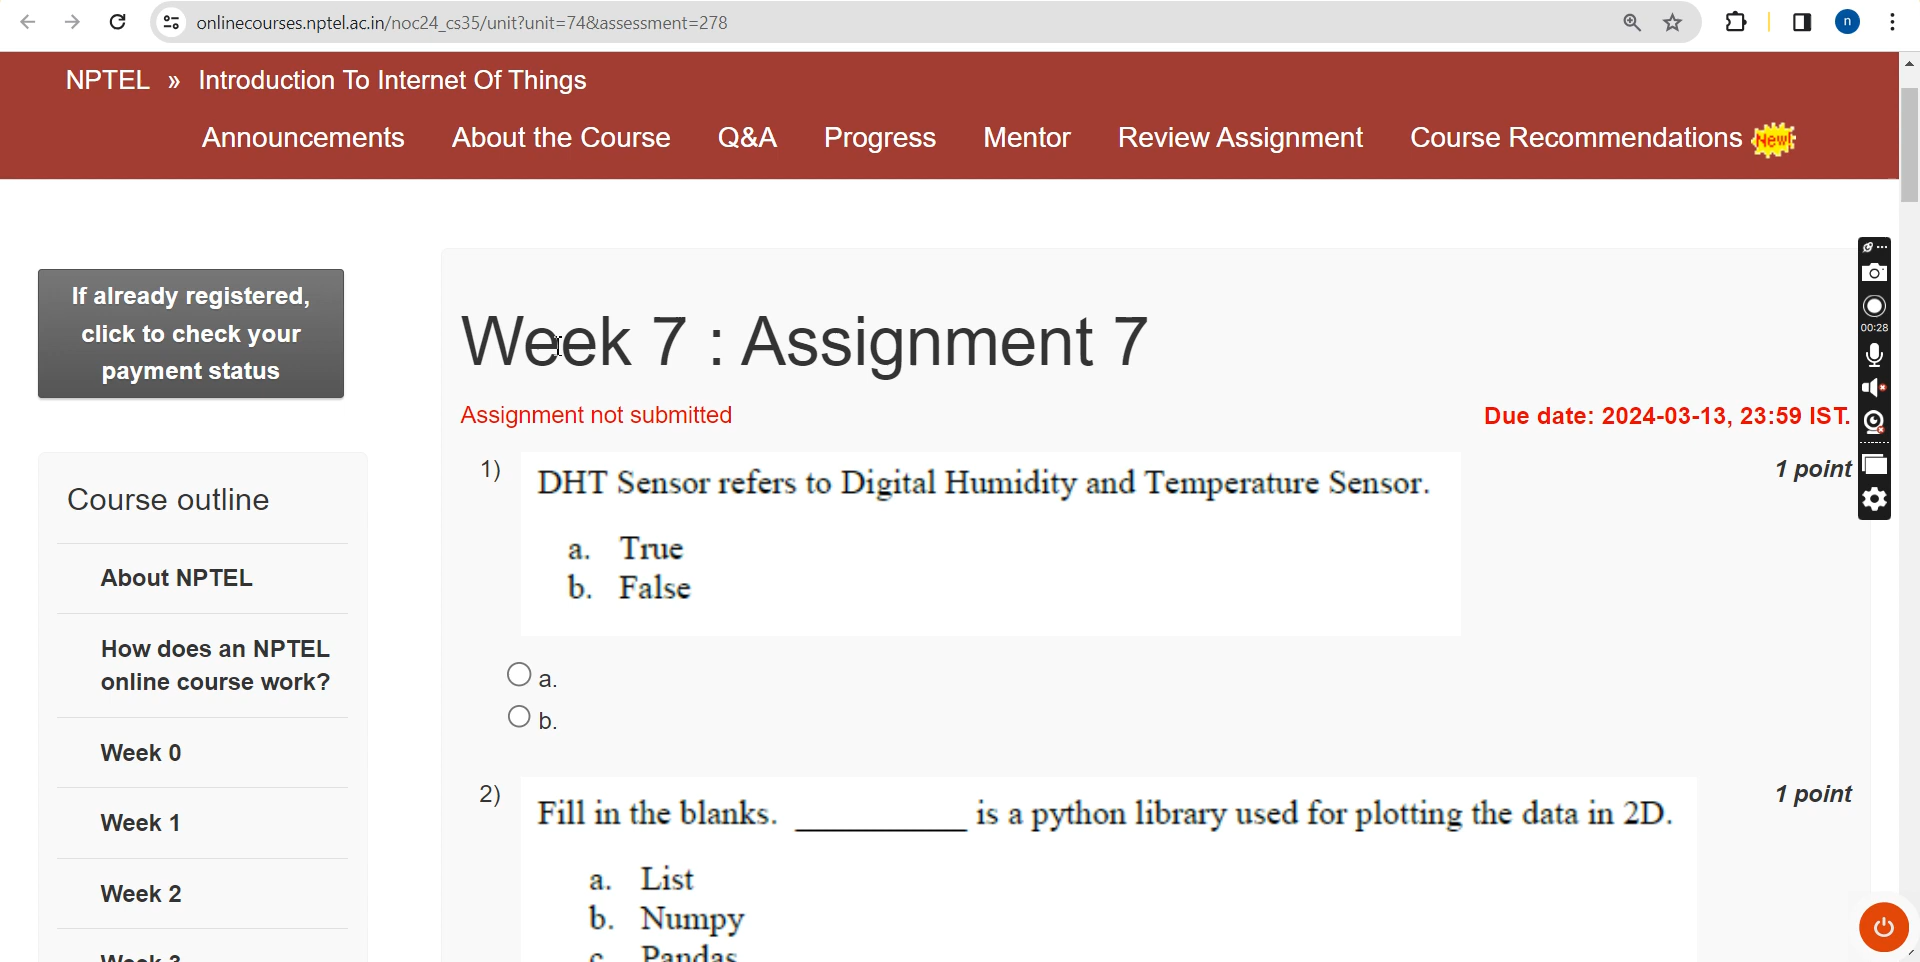 onlinecourses.nptel.ac.in/noc24_cs35/unit?unit=74&assessment=278
n
NPTEL » Introduction To Internet Of Things
Announcements About the Course Q&A Progress Mentor Review Assignment Course Recommendations New!
If already registered,
click to check your
payment status
Course outline
About NPTEL
How does an NPTEL
online course work?
Week 0
Week 1
Week 2
Week 3
Week 7 : Assignment 7
Assignment not submitted
Due date: 2024-03-13, 23:59 IST.
1) DHT Sensor refers to Digital Humidity and Temperature Sensor. 1 point
a. True
b. False
a.
b.
2) Fill in the blanks. __________ is a python library used for plotting the data in 2D. 1 point
a. List
b. Numpy
c. Pandas
00:28